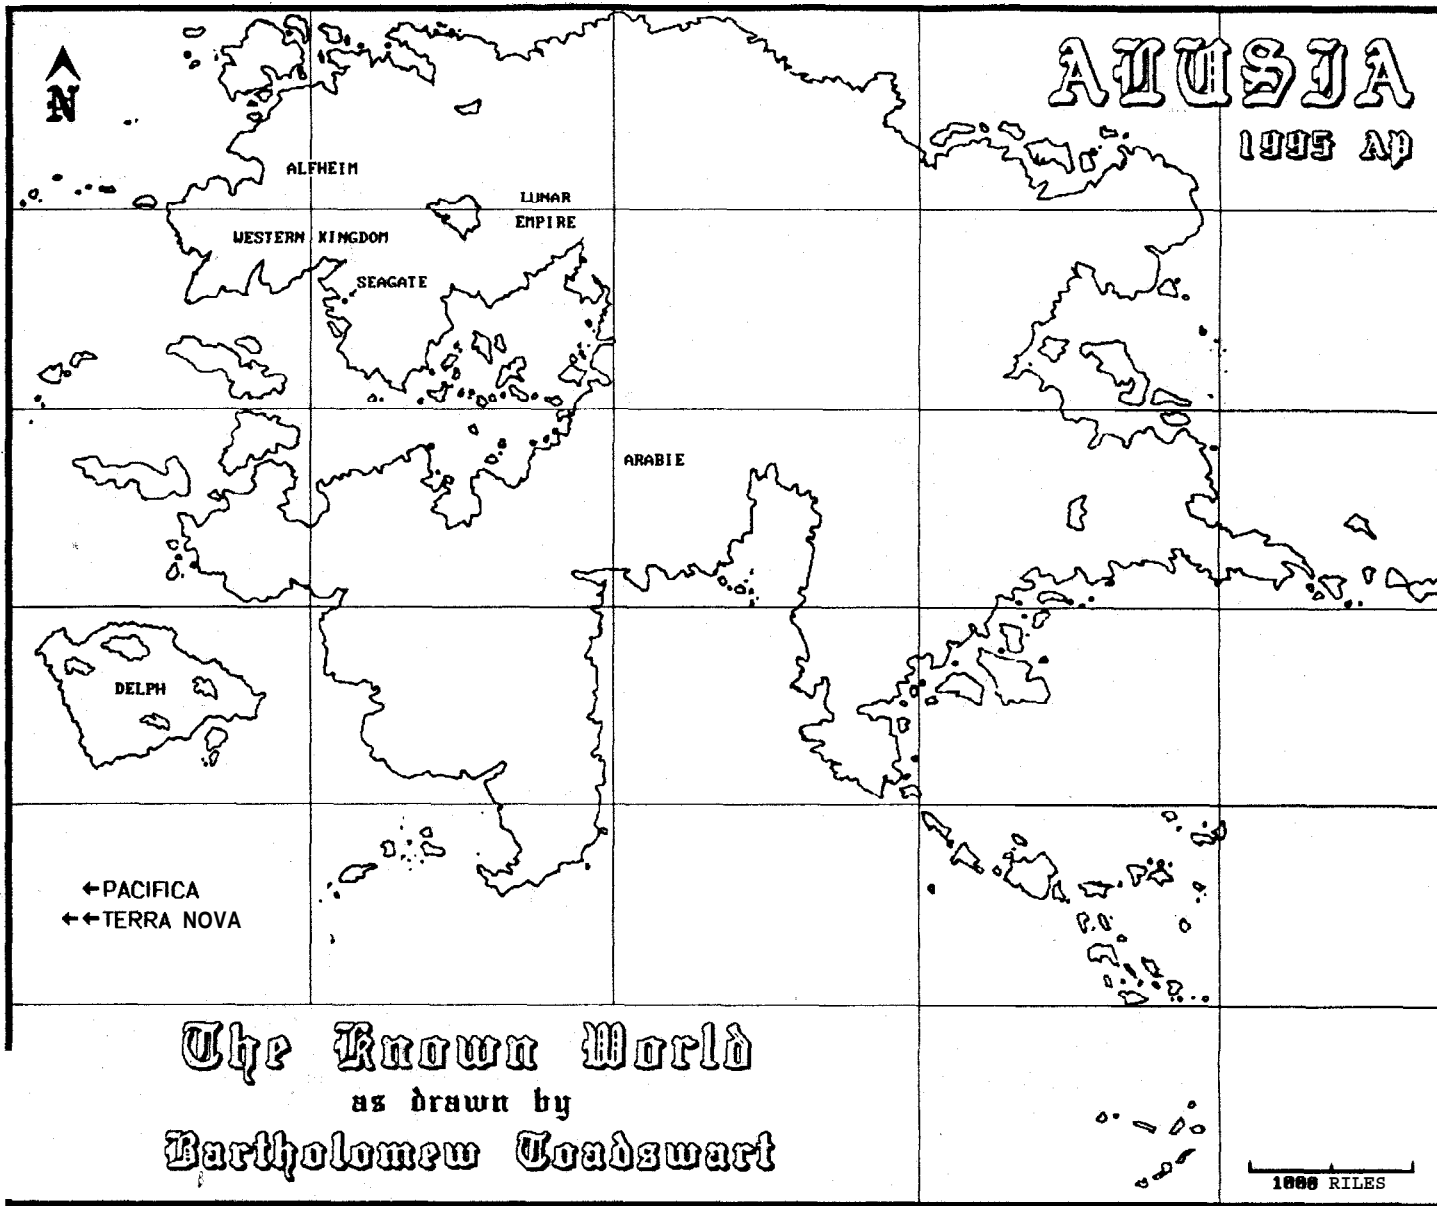 ALUSIA
1995 AP
N
ALFHEIM
LUNAR
EMPIRE
WESTERN KINGDOM
SEAGATE
ARABIE
DELPH
←PACIFICA
←←TERRA NOVA
The Known World
as drawn by
Bartholomew Toadswart
1000 RILES